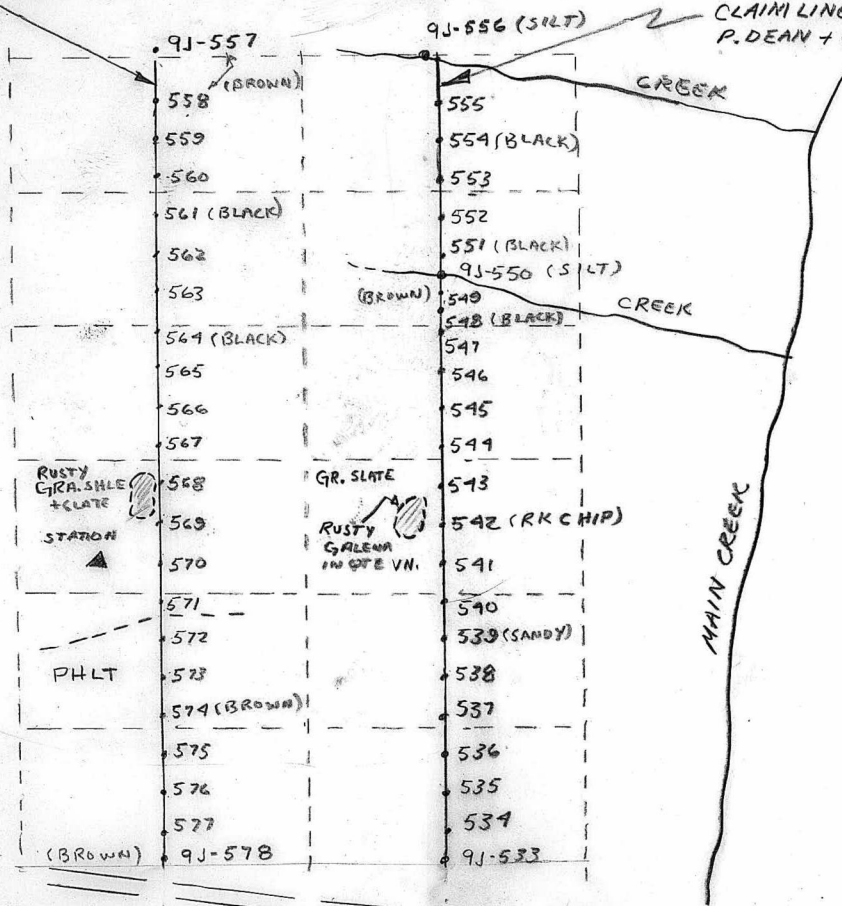 CLAIM LINE
P. DEAN +
9J-557
9J-556 (SILT)
(BROWN)
CREEK
558
559
560
561 (BLACK)
562
563
564 (BLACK)
565
566
567
RUSTY
GRA. SHLE
+ SLATE
568
569
STATION
570
571
572
PHLT
573
574 (BROWN)
575
576
577
(BROWN)
9J-578
555
554 (BLACK)
553
552
551 (BLACK)
9J-550 (SILT)
(BROWN)
549
CREEK
548 (BLACK)
547
546
545
544
GR. SLATE
543
RUSTY
GALENA
IN QTE VN.
542 (RK CHIP)
541
540
539 (SANDY)
538
537
536
535
534
9J-533
MAIN CREEK